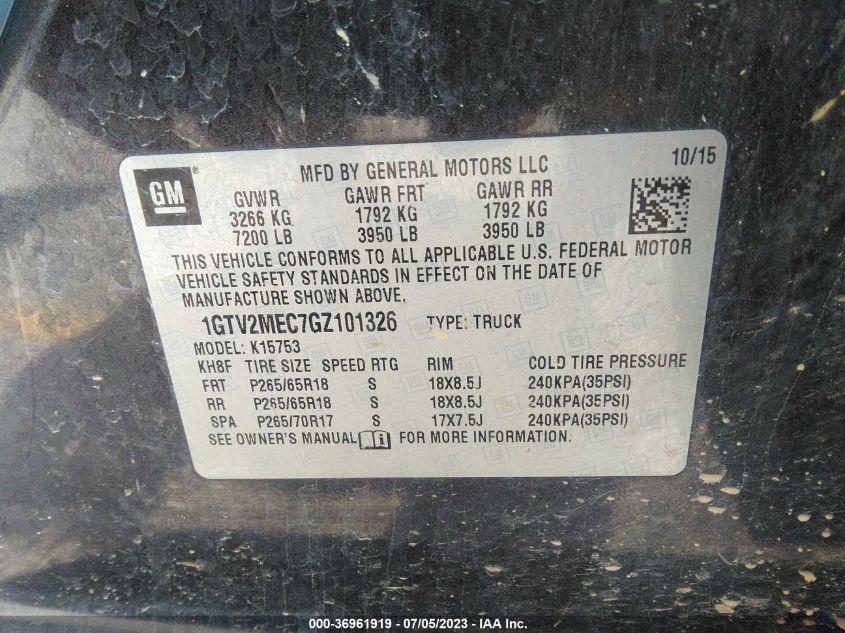 GM®
MFD BY GENERAL MOTORS LLC
10/15
GVWR GAWR FRT GAWR RR
3266 KG 1792 KG 1792 KG
7200 LB 3950 LB 3950 LB
THIS VEHICLE CONFORMS TO ALL APPLICABLE U.S. FEDERAL MOTOR
VEHICLE SAFETY STANDARDS IN EFFECT ON THE DATE OF
MANUFACTURE SHOWN ABOVE.
1GTV2MEC7GZ101326 TYPE: TRUCK
MODEL: K15753
KH8F TIRE SIZE SPEED RTG RIM COLD TIRE PRESSURE
FRT P265/65R18 S 18X8.5J 240KPA(35PSI)
RR P265/65R18 S 18X8.5J 240KPA(35PSI)
SPA P265/70R17 S 17X7.5J 240KPA(35PSI)
SEE OWNER'S MANUAL i FOR MORE INFORMATION.
000-36961919 / 07/05/2023 - IAA Inc.